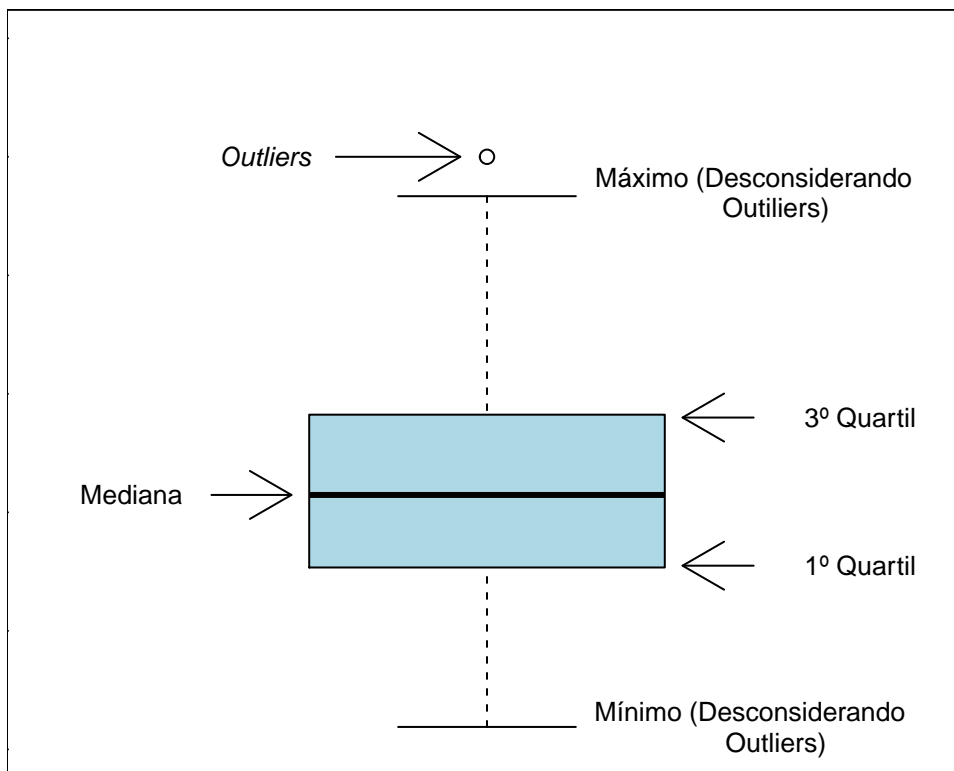 Outliers
Máximo (Desconsiderando
Outiliers)
3º Quartil
Mediana
1º Quartil
Mínimo (Desconsiderando
Outliers)